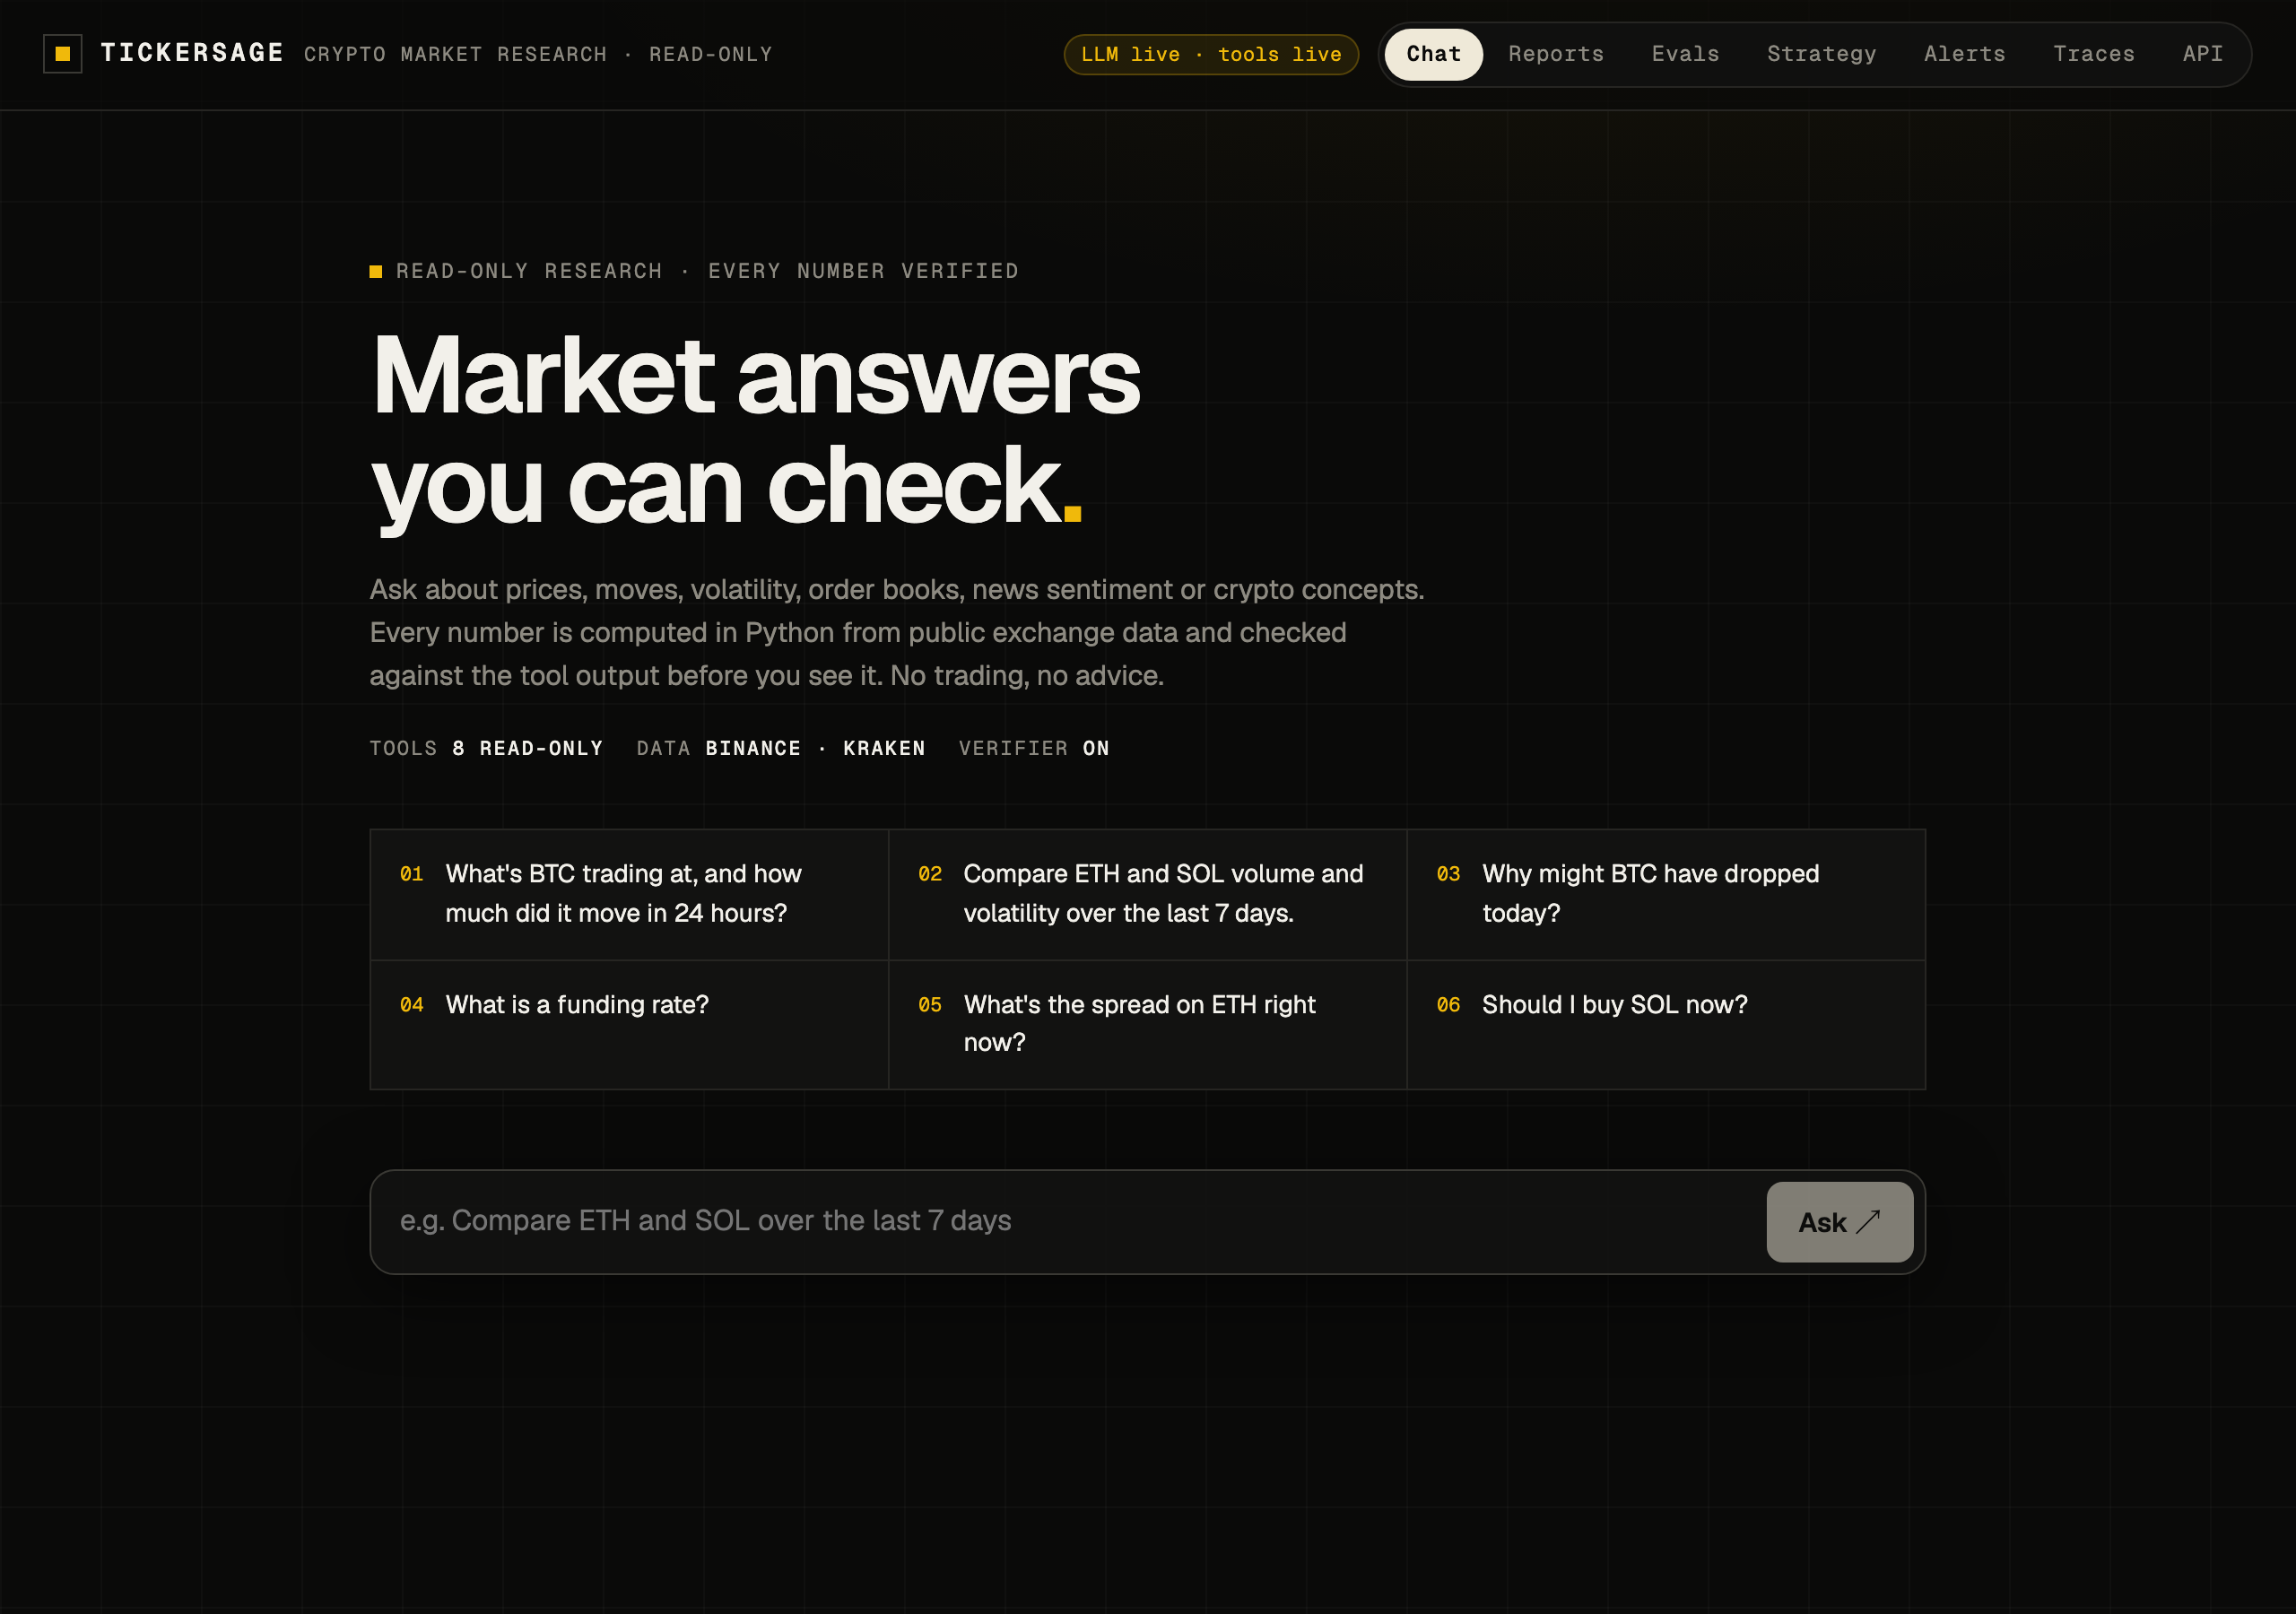 TICKERSAGE CRYPTO MARKET RESEARCH · READ-ONLY
LLM live · tools live
Chat Reports Evals Strategy Alerts Traces API
READ-ONLY RESEARCH · EVERY NUMBER VERIFIED
Market answers
you can check.
Ask about prices, moves, volatility, order books, news sentiment or crypto concepts.
Every number is computed in Python from public exchange data and checked
against the tool output before you see it. No trading, no advice.
TOOLS 8 READ-ONLY DATA BINANCE · KRAKEN VERIFIER ON
01 What's BTC trading at, and how
much did it move in 24 hours?
02 Compare ETH and SOL volume and
volatility over the last 7 days.
03 Why might BTC have dropped
today?
04 What is a funding rate?
05 What's the spread on ETH right
now?
06 Should I buy SOL now?
e.g. Compare ETH and SOL over the last 7 days
Ask ↗